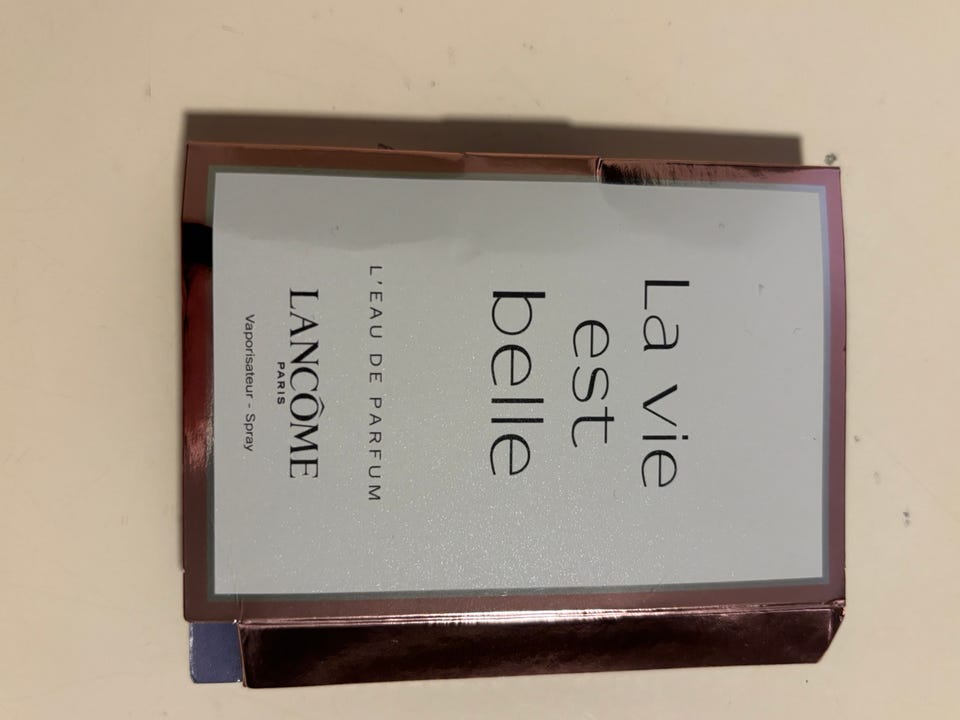 La vie
est
belle
L'EAU DE PARFUM
LANCÔME
PARIS
Vaporisateur - Spray